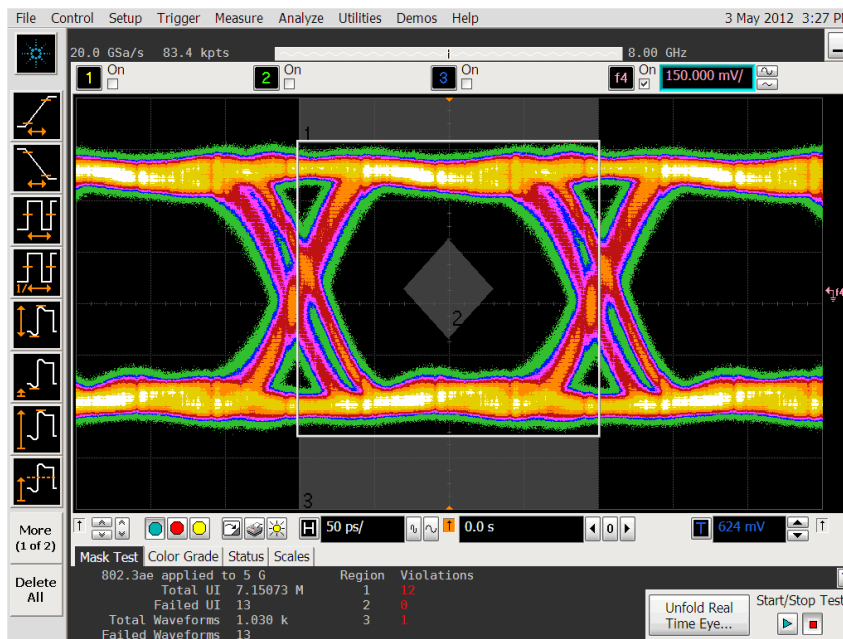 File Control Setup Trigger Measure Analyze Utilities Demos Help 3 May 2012 3:27 P
20.0 GSa/s 83.4 kpts 8.00 GHz
1 On 2 On 3 On f4 On 150.000 mV/
1
2
f4
3
More
(1 of 2)
Delete
All
H 50 ps/ 0.0 s 0 T 624 mV
Mask Test Color Grade Status Scales
802.3ae applied to 5 G Region Violations
Total UI 7.15073 M 1 12
Failed UI 13 2 0
Total Waveforms 1.030 k 3 1
Failed Waveforms 13
Unfold Real
Time Eye...
Start/Stop Test